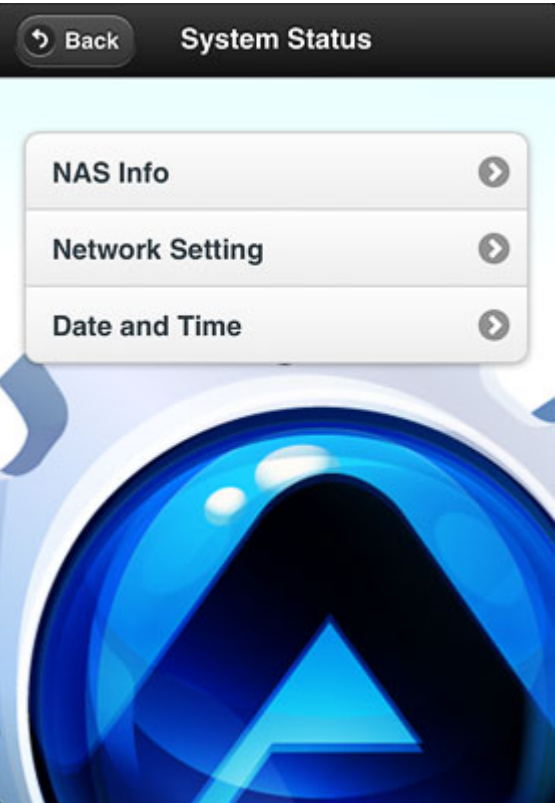 Back
System Status
NAS Info
Network Setting
Date and Time